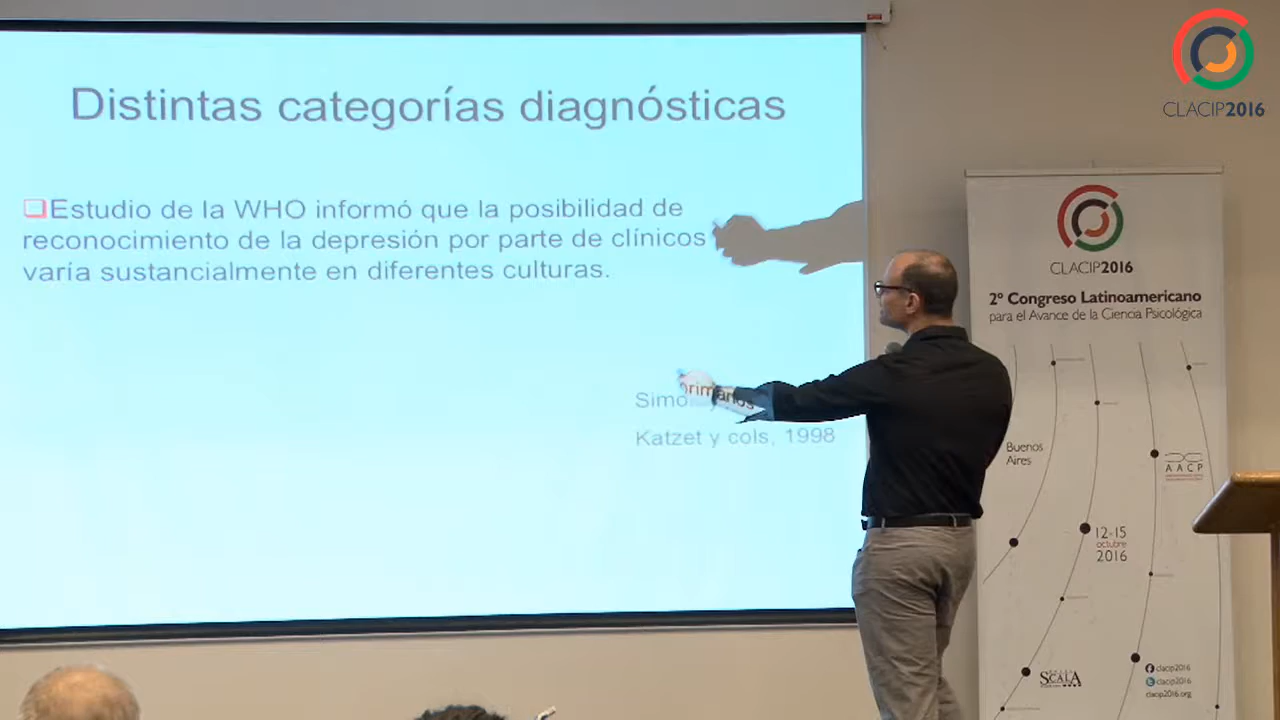 Distintas categorías diagnósticas
Estudio de la WHO informó que la posibilidad de
reconocimiento de la depresión por parte de clínicos
varía sustancialmente en diferentes culturas.
Katzet y cols, 1998
CLACIP2016
CLACIP2016
2º Congreso Latinoamericano
para el Avance de la Ciencia Psicológica
Buenos
Aires
AACP
12-15
octubre
2016
SCALA
clacip2016
clacip2016
clacip2016.org